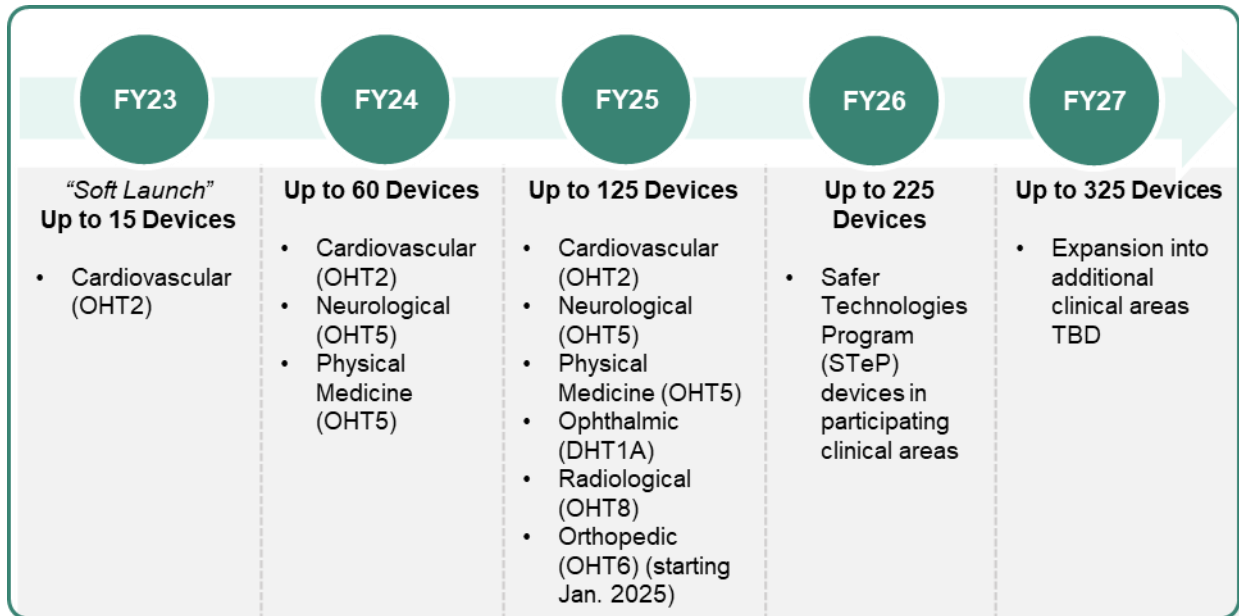 FY23
FY24
FY25
FY26
FY27
“Soft Launch”
Up to 15 Devices
• Cardiovascular
(OHT2)
Up to 60 Devices
• Cardiovascular
(OHT2)
• Neurological
(OHT5)
• Physical
Medicine
(OHT5)
Up to 125 Devices
• Cardiovascular
(OHT2)
• Neurological
(OHT5)
• Physical
Medicine (OHT5)
• Ophthalmic
(DHT1A)
• Radiological
(OHT8)
• Orthopedic
(OHT6) (starting
Jan. 2025)
Up to 225
Devices
• Safer
Technologies
Program
(STeP)
devices in
participating
clinical areas
Up to 325 Devices
• Expansion into
additional
clinical areas
TBD